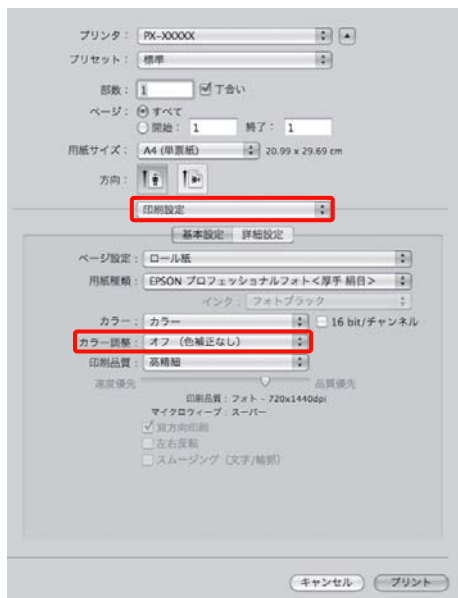 プリンタ： PX-XXXXX
プリセット： 標準
部数： 1 丁合い
ページ： すべて
開始： 1 終了： 1
用紙サイズ： A4 (単票紙) 20.99 x 29.69 cm
方向：
印刷設定
基本設定 詳細設定
ページ設定： ロール紙
用紙種類： EPSON プロフェッショナルフォト<厚手 絹目>
インク： フォトブラック
カラー： カラー 16 bit/チャンネル
カラー調整： オフ （色補正なし）
印刷品質： 高精細
速度優先 品質優先
印刷品質： フォト - 720x1440dpi
マイクロウィーブ： スーパー
双方向印刷
左右反転
スムージング（文字/輪郭）
キャンセル プリント